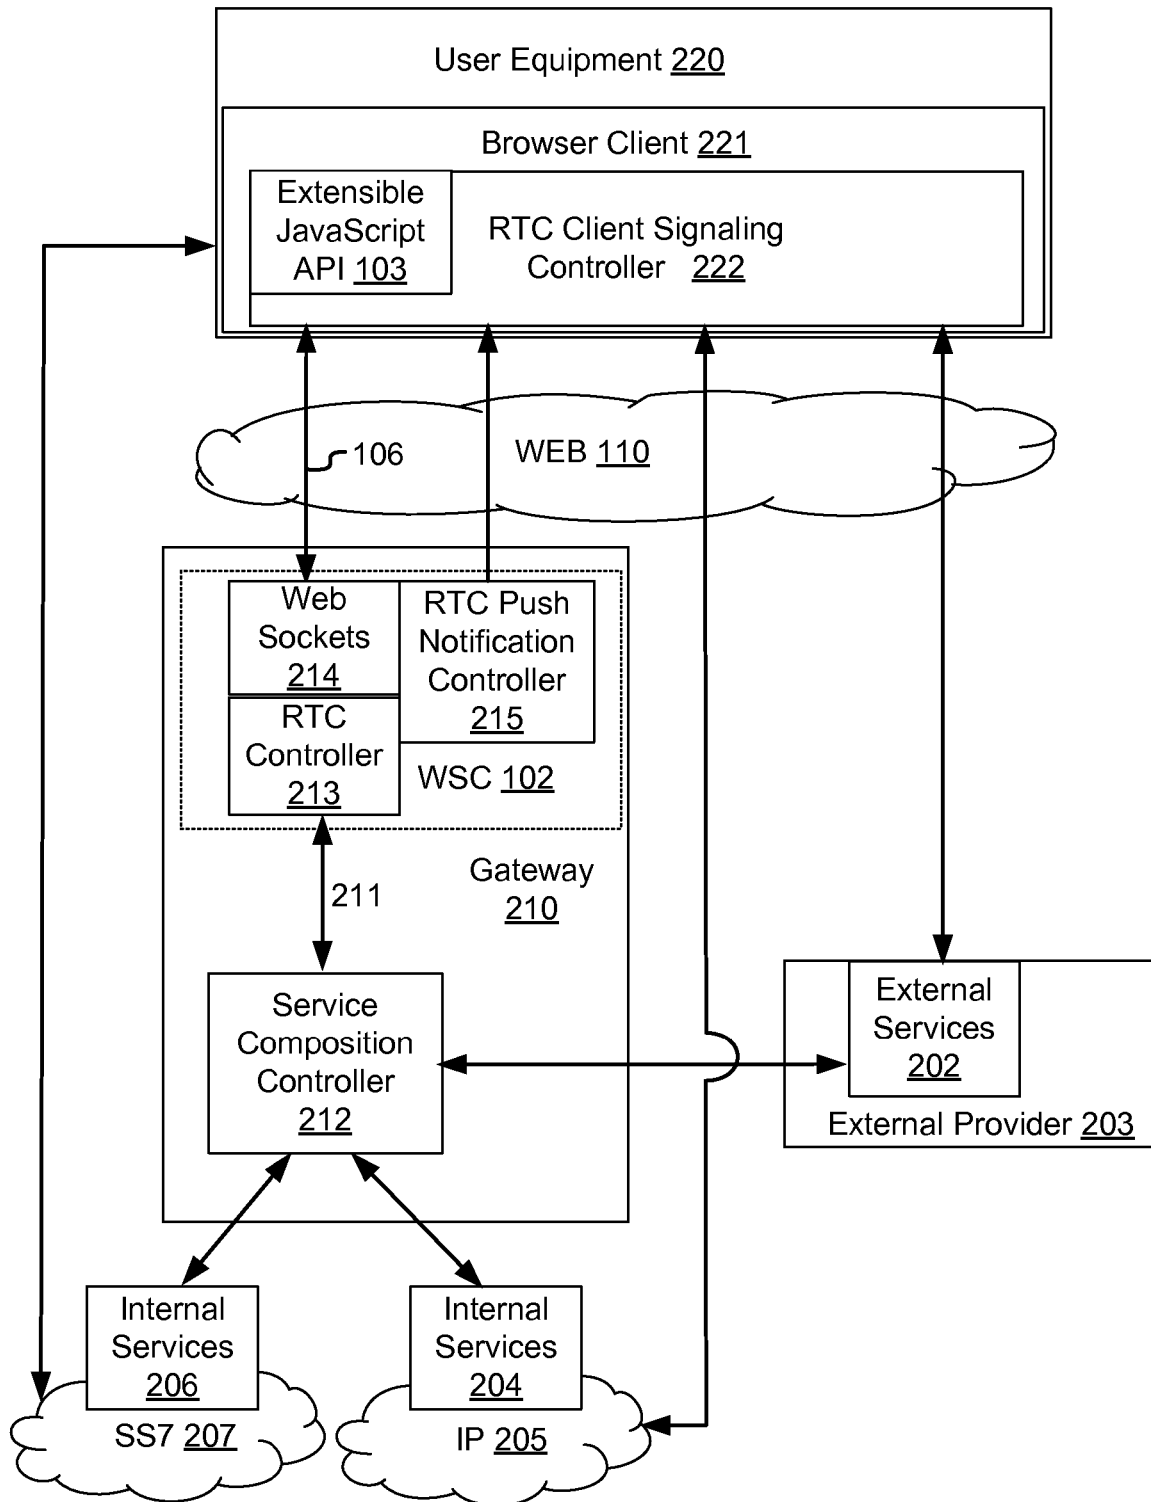 User Equipment 220
Browser Client 221
Extensible
JavaScript
API 103
RTC Client Signaling
Controller 222
106
WEB 110
Web
Sockets
214
RTC Push
Notification
Controller
215
RTC
Controller
213
WSC 102
Gateway
210
211
Service
Composition
Controller
212
External
Services
202
External Provider 203
Internal
Services
206
SS7 207
Internal
Services
204
IP 205